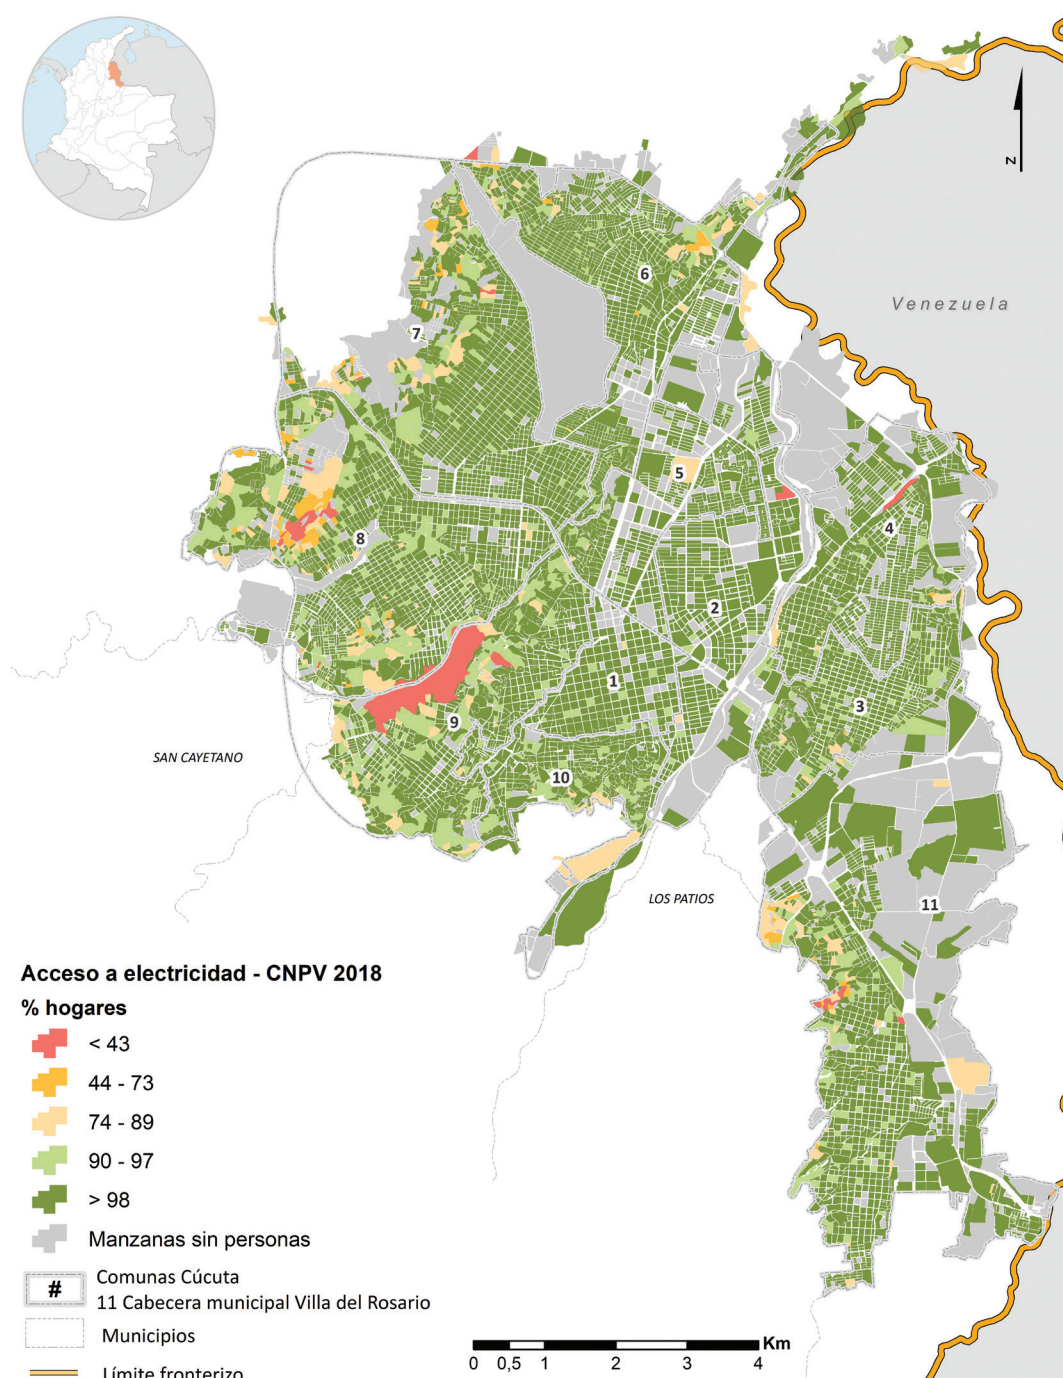 N
Venezuela
6
7
5
4
8
2
1
3
9
SAN CAYETANO
10
LOS PATIOS
11
Acceso a electricidad - CNPV 2018
% hogares
< 43
44 - 73
74 - 89
90 - 97
> 98
Manzanas sin personas
# Comunas Cúcuta
11 Cabecera municipal Villa del Rosario
Municipios
Límite fronterizo
Km
0 0,5 1 2 3 4